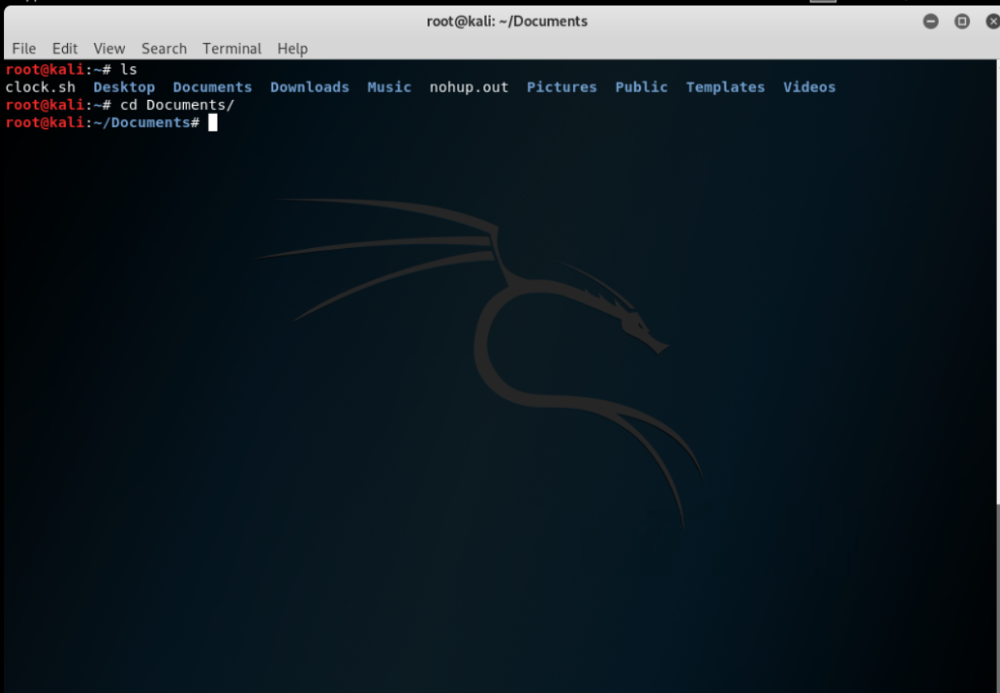 root@kali: ~/Documents
File Edit View Search Terminal Help
root@kali:~# ls
clock.sh Desktop Documents Downloads Music nohup.out Pictures Public Templates Videos
root@kali:~# cd Documents/
root@kali:~/Documents#